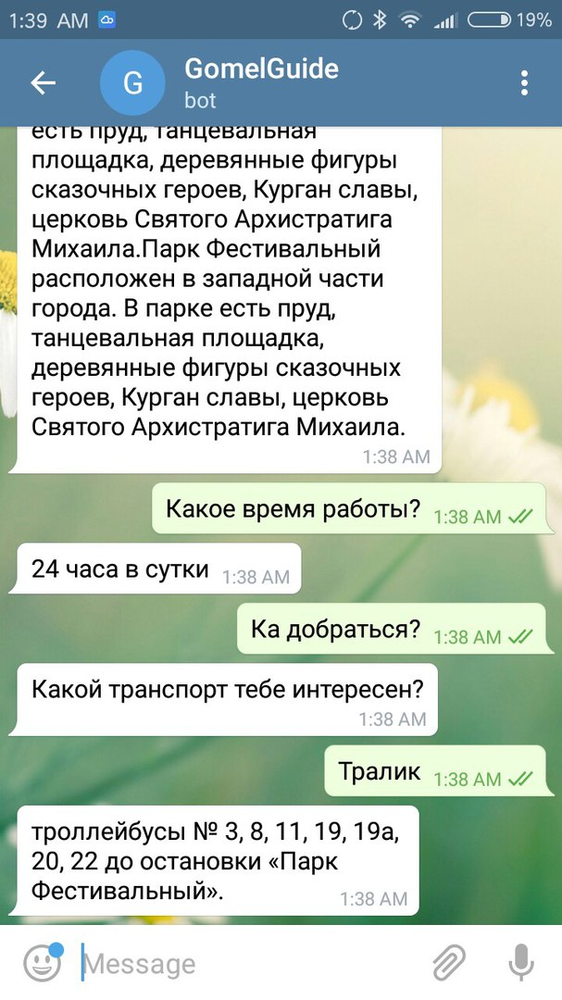 1:39 AM
19%
G
GomelGuide
bot
есть пруд, танцевальная
площадка, деревянные фигуры
сказочных героев, Курган славы,
церковь Святого Архистратига
Михаила.Парк Фестивальный
расположен в западной части
города. В парке есть пруд,
танцевальная площадка,
деревянные фигуры сказочных
героев, Курган славы, церковь
Святого Архистратига Михаила.
1:38 AM
Какое время работы? 1:38 AM
24 часа в сутки 1:38 AM
Ка добраться? 1:38 AM
Какой транспорт тебе интересен?
1:38 AM
Тралик 1:38 AM
троллейбусы № 3, 8, 11, 19, 19а,
20, 22 до остановки «Парк
Фестивальный». 1:38 AM
Message